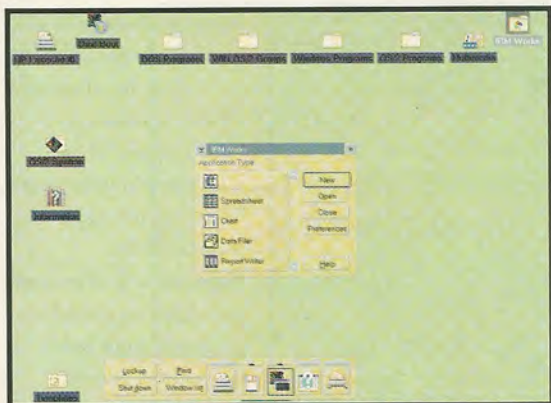 HP LaserJet 4L
DOS Programs
WIN-OS/2 Groups
Windows Programs
OS/2 Programs
Multimedia
IBM Works
OS/2 System
IBM Works
Application Type
Spreadsheet
Chart
Data Filer
Report Writer
New
Open
Close
Preferences
Help
Information
Templates
Lockup
Find
Shut down
Window list